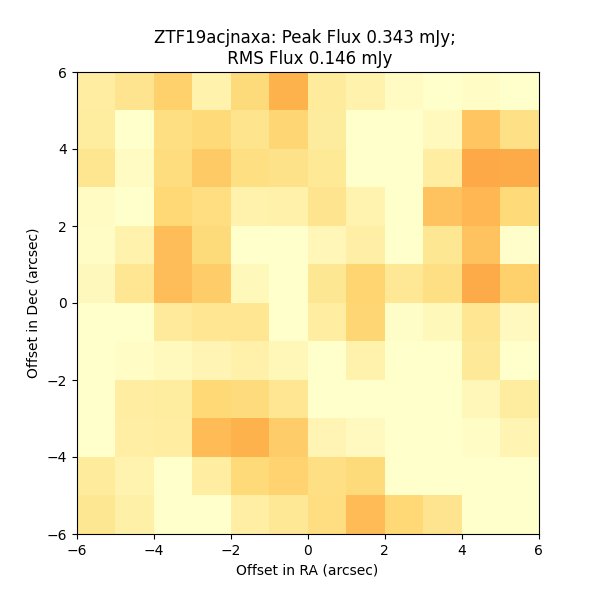 ZTF19acjnaxa: Peak Flux 0.343 mJy;
RMS Flux 0.146 mJy
6
4
2
0
−2
−4
−6
Offset in Dec (arcsec)
−6 −4 −2 0 2 4 6
Offset in RA (arcsec)